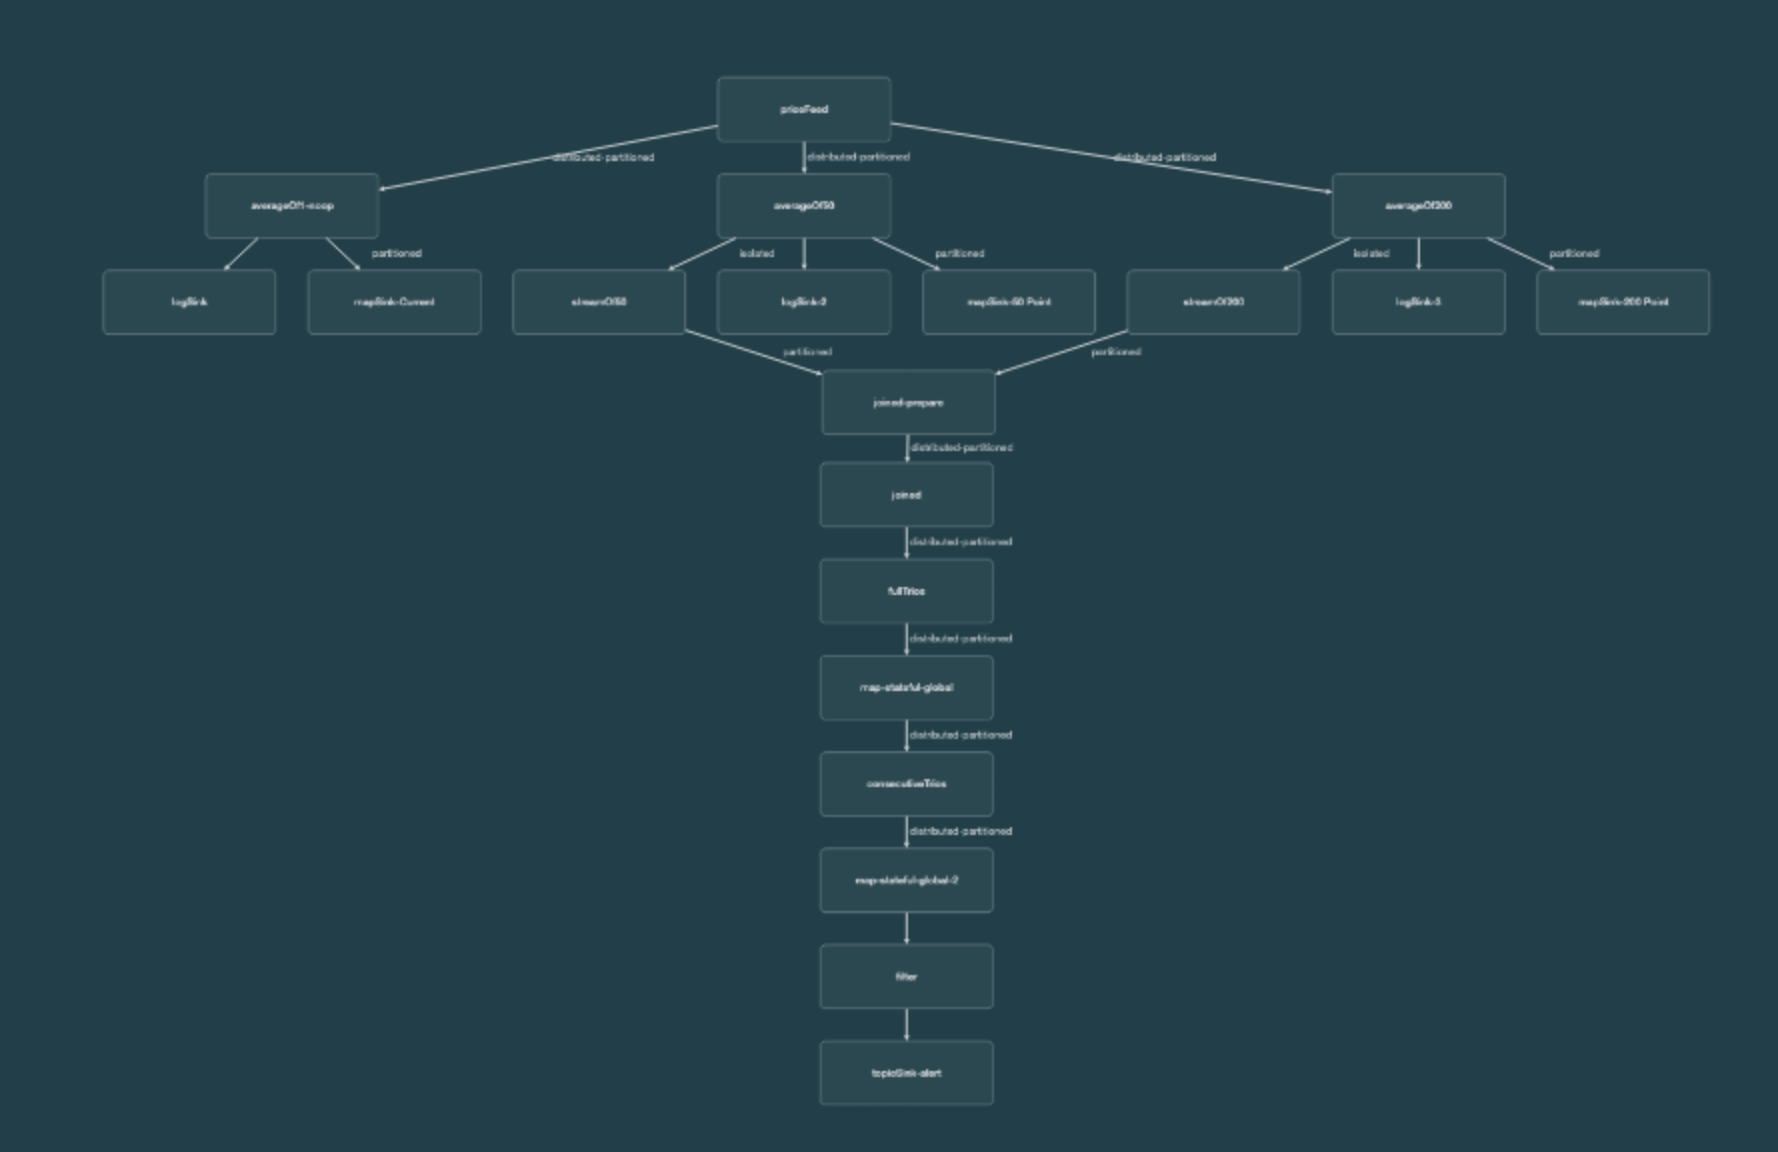 priceFeed
distributed-partitioned distributed-partitioned distributed-partitioned
averageOf1-noop averageOf50 averageOf200
partitioned isolated partitioned isolated partitioned
logSink mapSink-Current streamOf50 logSink-2 mapSink-50 Point streamOf200 logSink-3 mapSink-200 Point
partitioned partitioned
joined-prepare
distributed-partitioned
joined
distributed-partitioned
fullTrios
distributed-partitioned
map-stateful-global
distributed-partitioned
consecutiveTrios
distributed-partitioned
map-stateful-global-2
filter
topicSink-alert